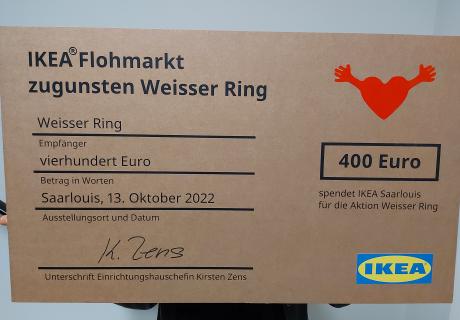 IKEA® Flohmarkt
zugunsten Weisser Ring
Weisser Ring
Empfänger
vierhundert Euro
Betrag in Worten
Saarlouis, 13. Oktober 2022
Ausstellungsort und Datum
K. Zens
Unterschrift Einrichtungshauschefin Kirsten Zens
400 Euro
spendet IKEA Saarlouis
für die Aktion Weisser Ring
IKEA